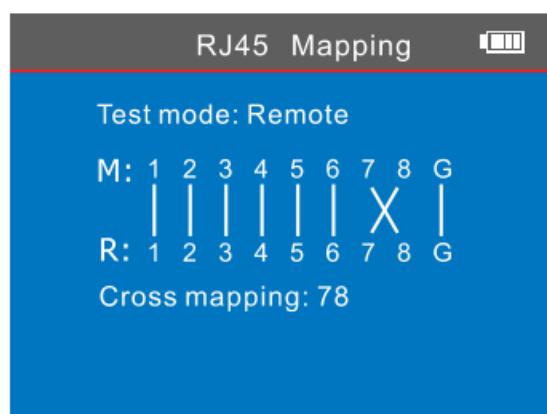 RJ45 Mapping
Test mode: Remote
M: 1 2 3 4 5 6 7 8 G
R: 1 2 3 4 5 6 7 8 G
Cross mapping: 78